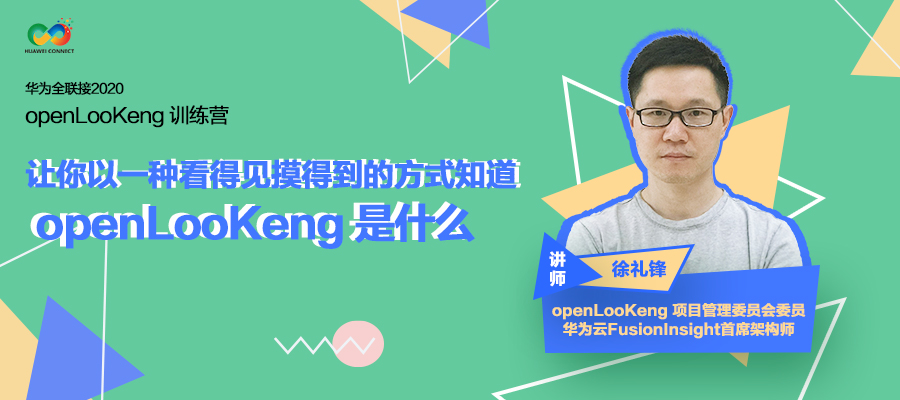 HUAWEI CONNECT
华为全联接2020
openLooKeng 训练营
让你以一种看得见摸得到的方式知道
openLooKeng 是什么
讲师
徐礼锋
openLooKeng 项目管理委员会委员
华为云FusionInsight首席架构师